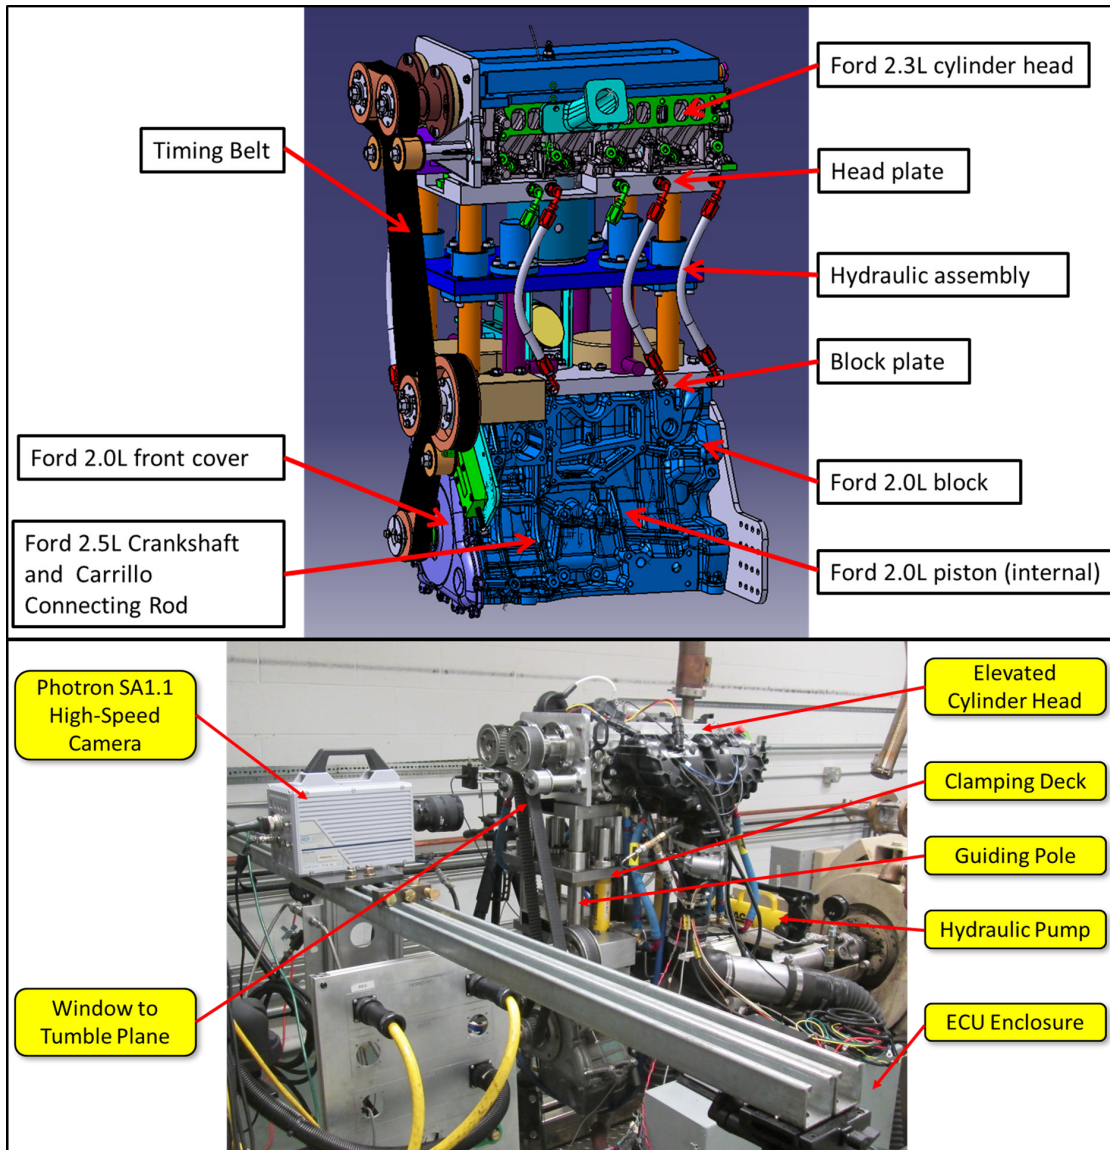 Ford 2.3L cylinder head
Timing Belt
Head plate
Hydraulic assembly
Block plate
Ford 2.0L front cover
Ford 2.0L block
Ford 2.5L Crankshaft
and Carrillo
Connecting Rod
Ford 2.0L piston (internal)
Photron SA1.1
High-Speed
Camera
Elevated
Cylinder Head
Clamping Deck
Guiding Pole
Hydraulic Pump
Window to
Tumble Plane
ECU Enclosure